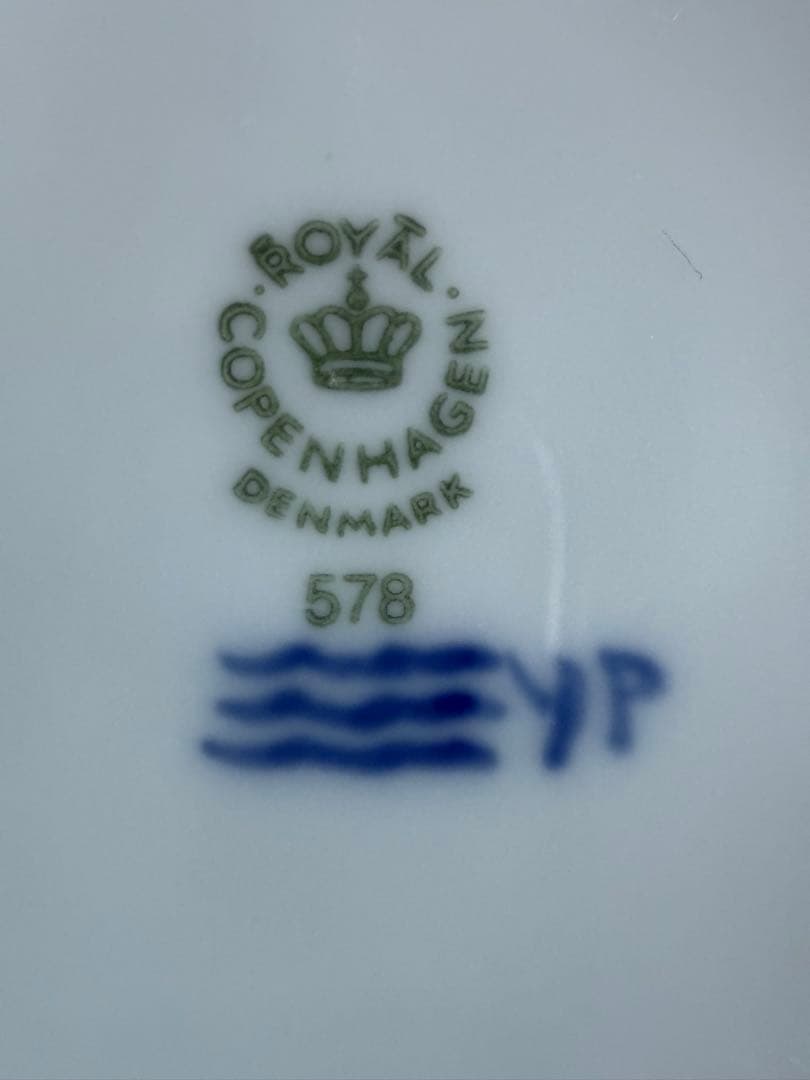 ROYAL
COPENHAGEN
DENMARK
578
YP